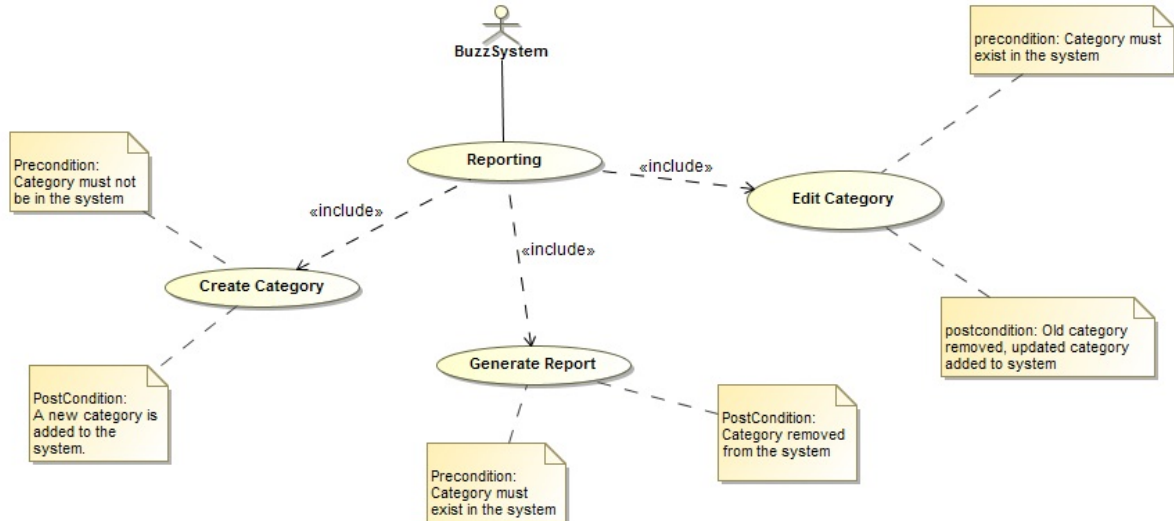 BuzzSystem
precondition: Category must
exist in the system
Reporting
«include»
Edit Category
Precondition:
Category must not
be in the system
«include»
«include»
Create Category
postcondition: Old category
removed, updated category
added to system
Generate Report
PostCondition:
A new category is
added to the
system.
PostCondition:
Category removed
from the system
Precondition:
Category must
exist in the system